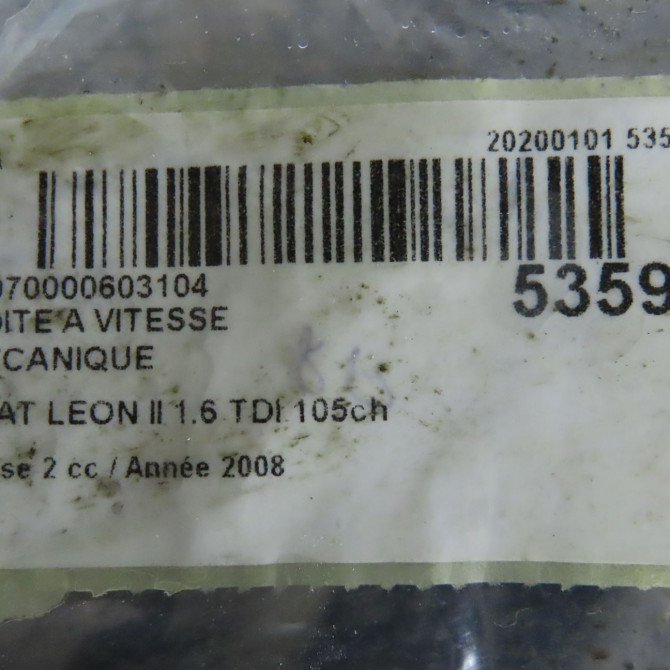 20200101 535
070000603104
5359
OITE A VITESSE
CANIQUE
AT LEON II 1.6 TDI 105ch
se 2 cc / Année 2008